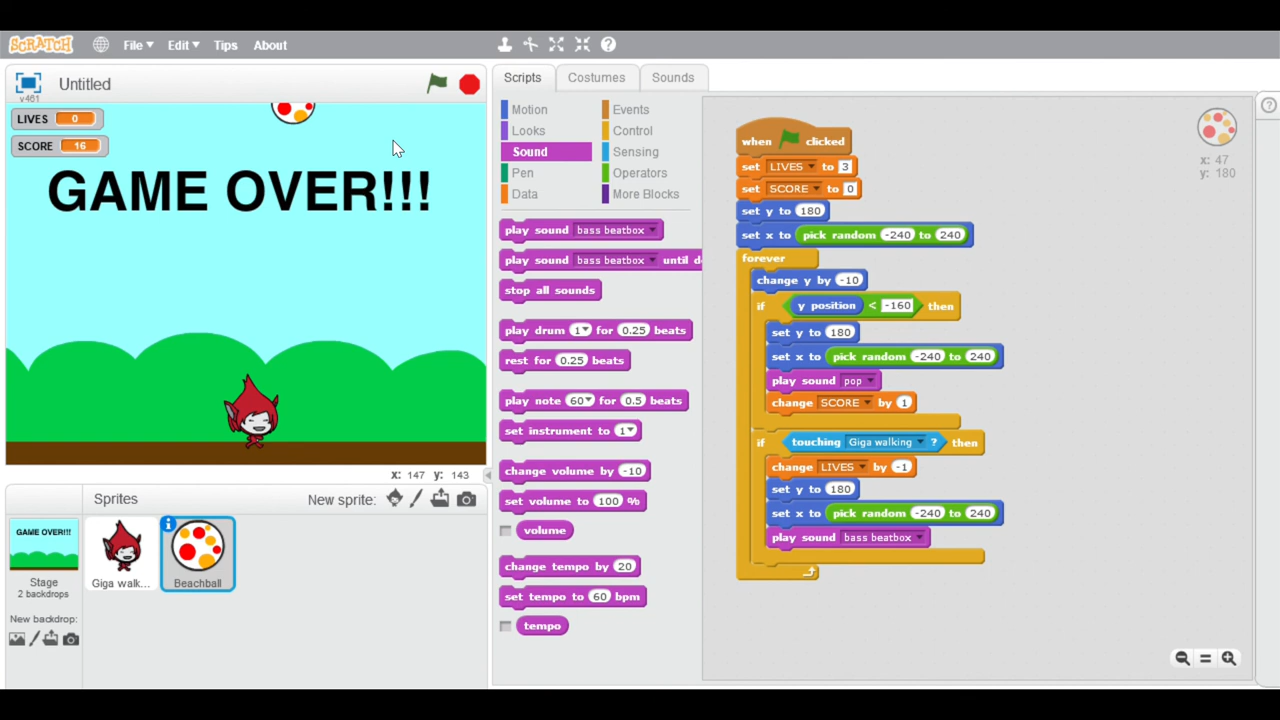 SCRATCH
File Edit Tips About
v461
Untitled
LIVES 0
SCORE 16
GAME OVER!!!
x: 147 y: 143
Sprites New sprite:
GAME OVER!!!
Stage
2 backdrops
New backdrop:
Giga walk...
Beachball
Scripts Costumes Sounds
Motion Events
Looks Control
Sound Sensing
Pen Operators
Data More Blocks
play sound bass beatbox
play sound bass beatbox until d
stop all sounds
play drum 1 for 0.25 beats
rest for 0.25 beats
play note 60 for 0.5 beats
set instrument to 1
change volume by -10
set volume to 100 %
volume
change tempo by 20
set tempo to 60 bpm
tempo
when clicked
set LIVES to 3
set SCORE to 0
set y to 180
set x to pick random -240 to 240
forever
change y by -10
if y position < -160 then
set y to 180
set x to pick random -240 to 240
play sound pop
change SCORE by 1
if touching Giga walking ? then
change LIVES by -1
set y to 180
set x to pick random -240 to 240
play sound bass beatbox
x: 47
y: 180